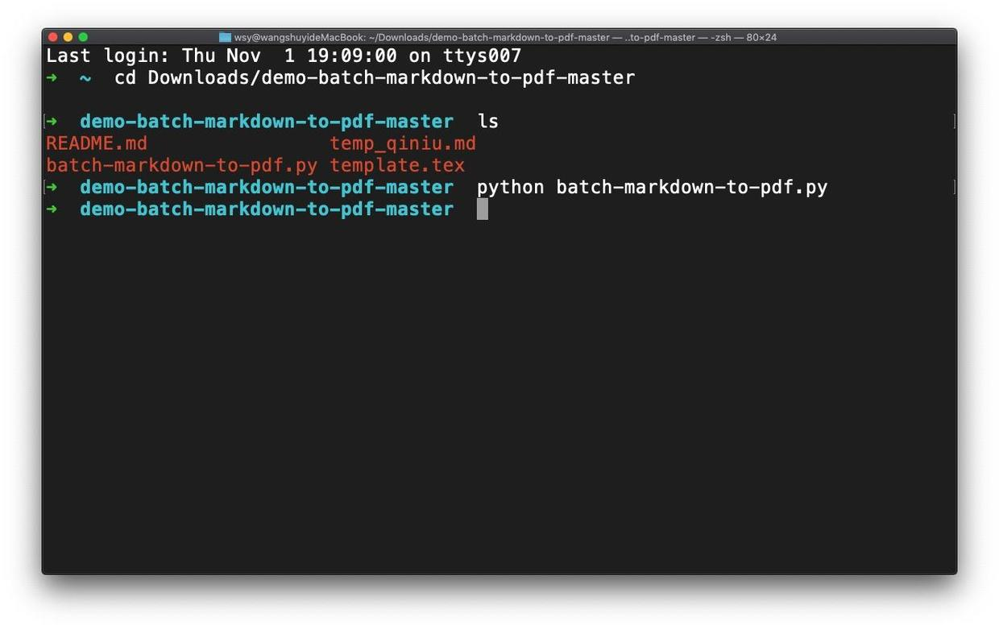 wsy@wangshuyideMacBook: ~/Downloads/demo-batch-markdown-to-pdf-master — ..to-pdf-master — -zsh — 80×24
Last login: Thu Nov  1 19:09:00 on ttys007
➜  ~  cd Downloads/demo-batch-markdown-to-pdf-master
[➜  demo-batch-markdown-to-pdf-master  ls ]
README.md                temp_qiniu.md
batch-markdown-to-pdf.py template.tex
[➜  demo-batch-markdown-to-pdf-master  python batch-markdown-to-pdf.py ]
➜  demo-batch-markdown-to-pdf-master